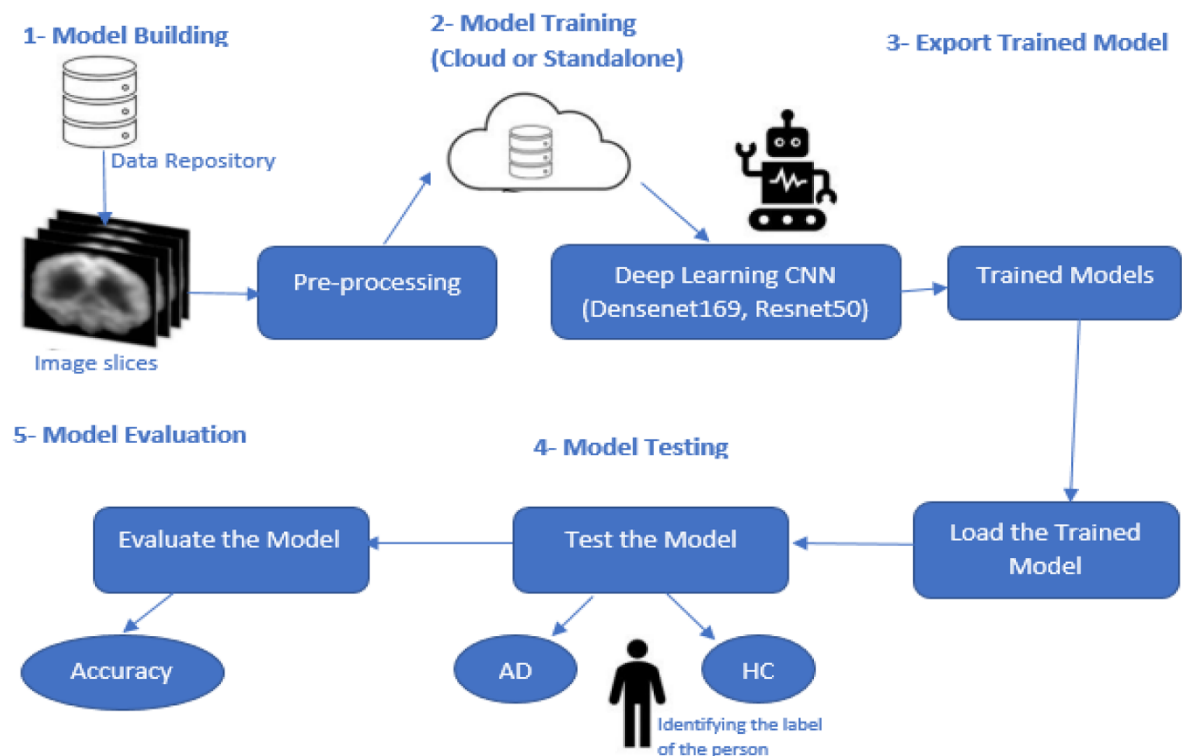 1- Model Building
2- Model Training
(Cloud or Standalone)
3- Export Trained Model
Data Repository
Image slices
Pre-processing
Deep Learning CNN
(Densenet169, Resnet50)
Trained Models
5- Model Evaluation
4- Model Testing
Evaluate the Model
Test the Model
Load the Trained
Model
Accuracy
AD
HC
Identifying the label
of the person